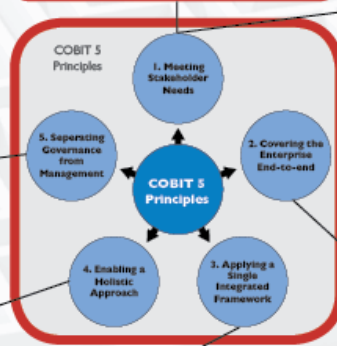 COBIT 5
Principles
1. Meeting
Stakeholder
Needs
2. Covering the
Enterprise
End-to-end
3. Applying a
Single
Integrated
Framework
4. Enabling a
Holistic
Approach
5. Seperating
Governance
from
Management
COBIT 5
Principles